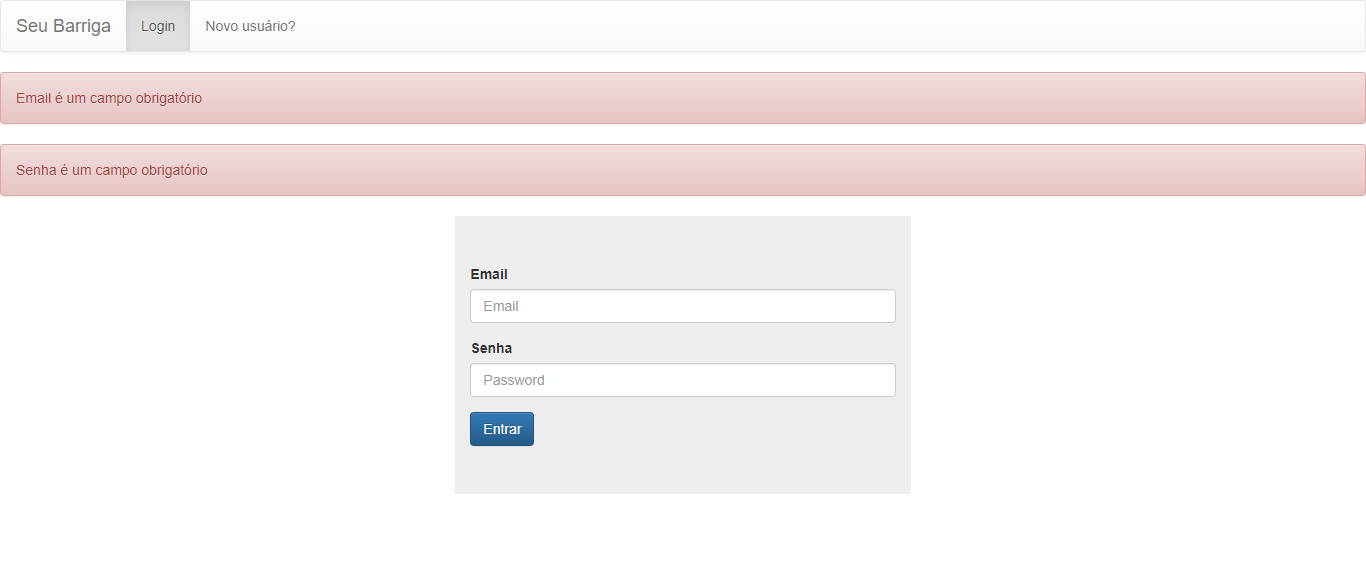 Seu Barriga Login Novo usuário?
Email é um campo obrigatório
Senha é um campo obrigatório
Email
Email
Senha
Password
Entrar